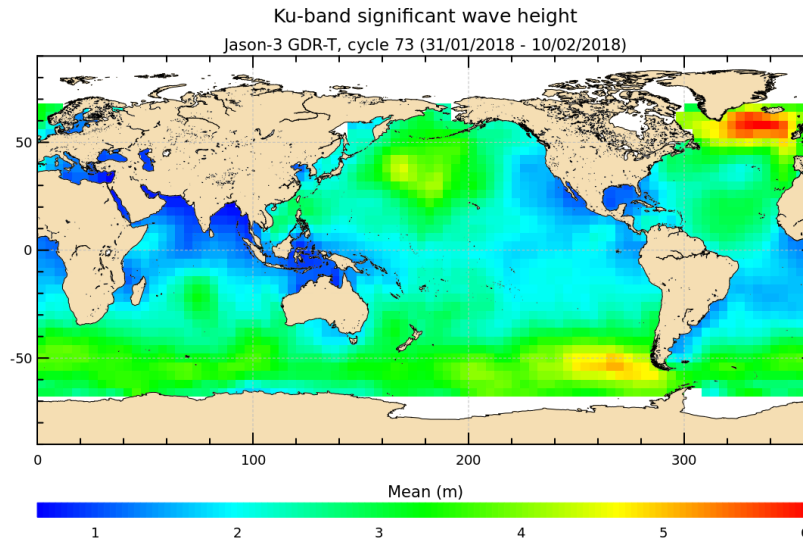 Ku-band significant wave height
Jason-3 GDR-T, cycle 73 (31/01/2018 - 10/02/2018)
50
0
-50
0 100 200 300
Mean (m)
1 2 3 4 5 6